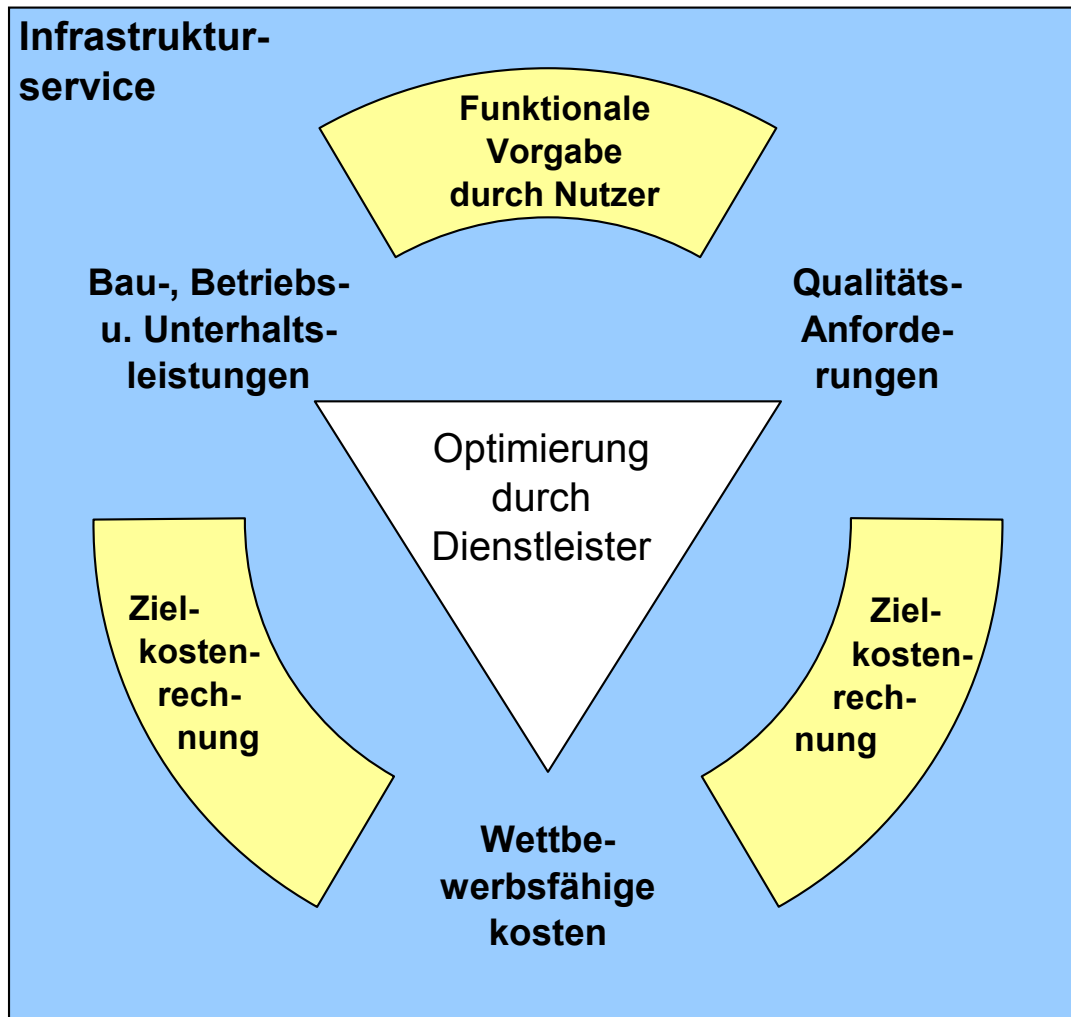 Infrastruktur-
service
Funktionale
Vorgabe
durch Nutzer
Bau-, Betriebs-
u. Unterhalts-
leistungen
Qualitäts-
Anforde-
rungen
Optimierung
durch
Dienstleister
Ziel-
kosten-
rech-
nung
Ziel-
kosten-
rech-
nung
Wettbe-
werbsfähige
kosten